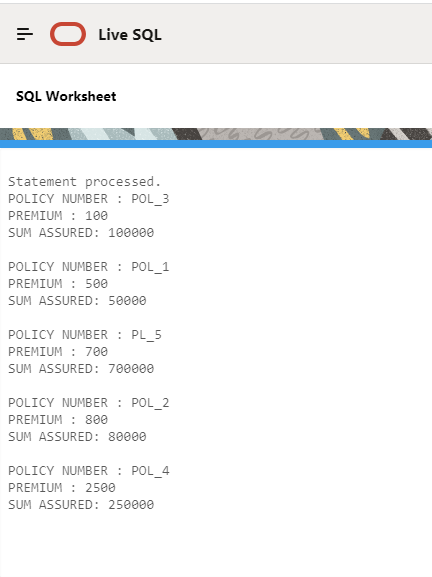 Live SQL
SQL Worksheet
Statement processed.
POLICY NUMBER : POL_3
PREMIUM : 100
SUM ASSURED: 100000
POLICY NUMBER : POL_1
PREMIUM : 500
SUM ASSURED: 50000
POLICY NUMBER : PL_5
PREMIUM : 700
SUM ASSURED: 700000
POLICY NUMBER : POL_2
PREMIUM : 800
SUM ASSURED: 80000
POLICY NUMBER : POL_4
PREMIUM : 2500
SUM ASSURED: 250000